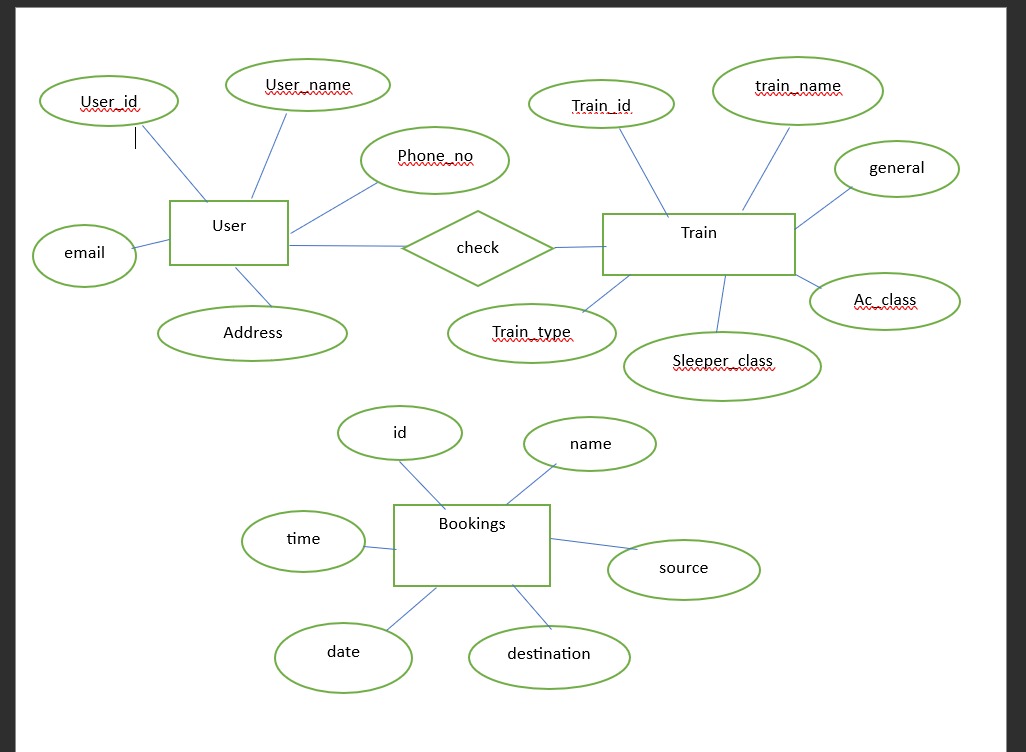 User_id
User_name
Phone_no
User
email
Address
check
Train_id
train_name
general
Train
Ac_class
Train_type
Sleeper_class
id
name
Bookings
time
source
date
destination